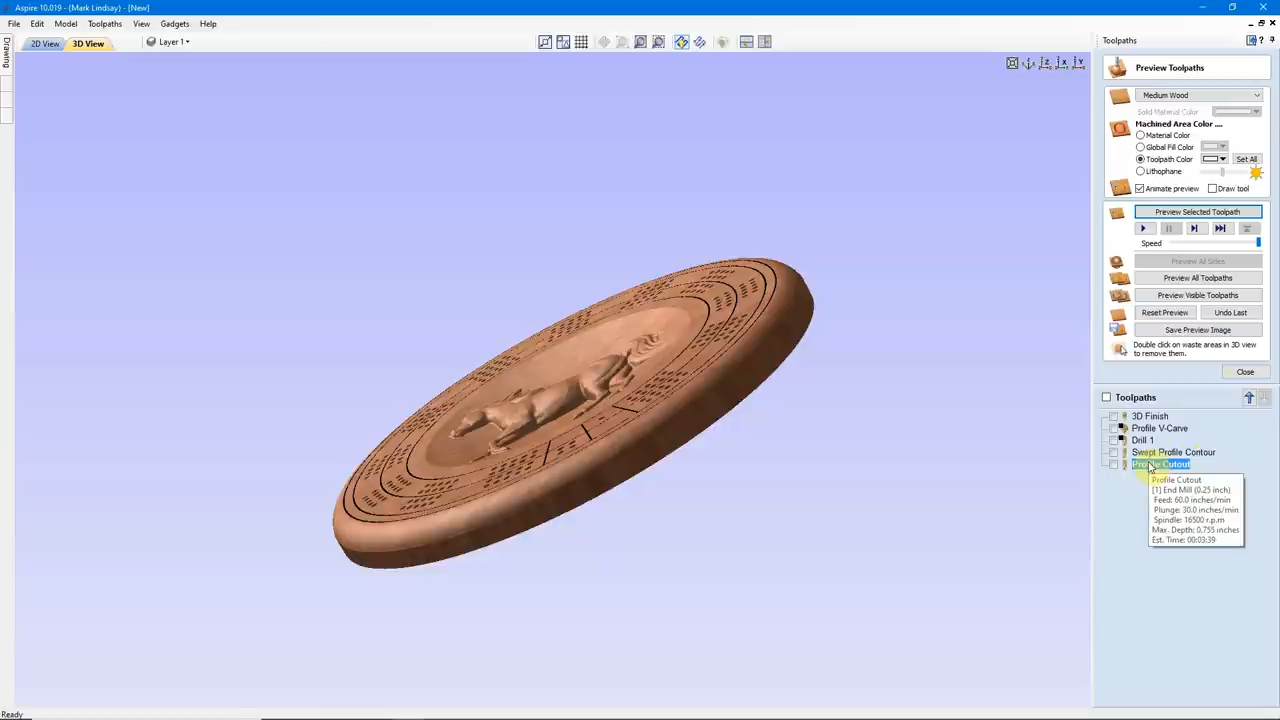 Aspire 10.019 - {Mark Lindsay} - [New]
File Edit Model Toolpaths View Gadgets Help
2D View 3D View Layer 1
Drawing
Toolpaths
Preview Toolpaths
Medium Wood
Solid Material Color
Machined Area Color ....
Material Color
Global Fill Color
Toolpath Color Set All
Lithophane
Animate preview Draw tool
Preview Selected Toolpath
Speed
Preview All Sides
Preview All Toolpaths
Preview Visible Toolpaths
Reset Preview Undo Last
Save Preview Image
Double click on waste areas in 3D view
to remove them.
Close
Toolpaths
3D Finish
Profile V-Carve
Drill 1
Swept Profile Contour
Profile Cutout
Profile Cutout
[1] End Mill (0.25 inch)
Feed: 60.0 inches/min
Plunge: 30.0 inches/min
Spindle: 16500 r.p.m
Max. Depth: 0.755 inches
Est. Time: 00:03:39
Ready